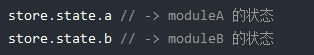 store.state.a // -> moduleA 的状态
store.state.b // -> moduleB 的状态